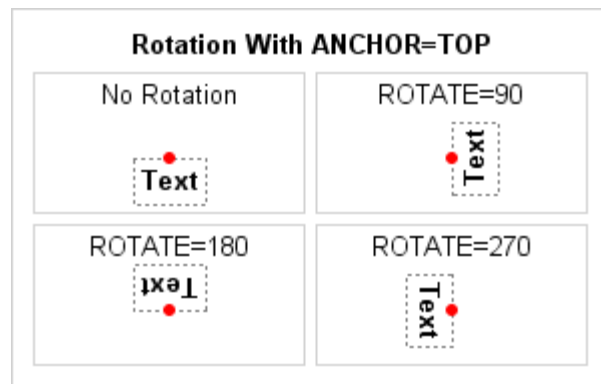 Rotation With ANCHOR=TOP
No Rotation
Text
ROTATE=90
Text
ROTATE=180
Text
ROTATE=270
Text